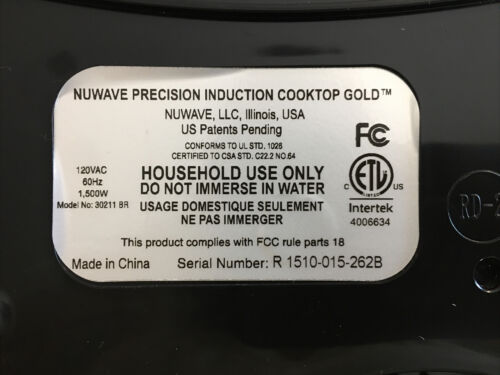 NUWAVE PRECISION INDUCTION COOKTOP GOLD™
NUWAVE, LLC, Illinois, USA
US Patents Pending
CONFORMS TO UL STD. 1026
CERTIFIED TO CSA STD. C22.2 NO.64
120VAC
60Hz
1,500W
Model No: 30211 BR
HOUSEHOLD USE ONLY
DO NOT IMMERSE IN WATER
USAGE DOMESTIQUE SEULEMENT
NE PAS IMMERGER
FC
C ETL US
INTERTEK
Intertek
4006634
This product complies with FCC rule parts 18
Made in China
Serial Number: R 1510-015-262B